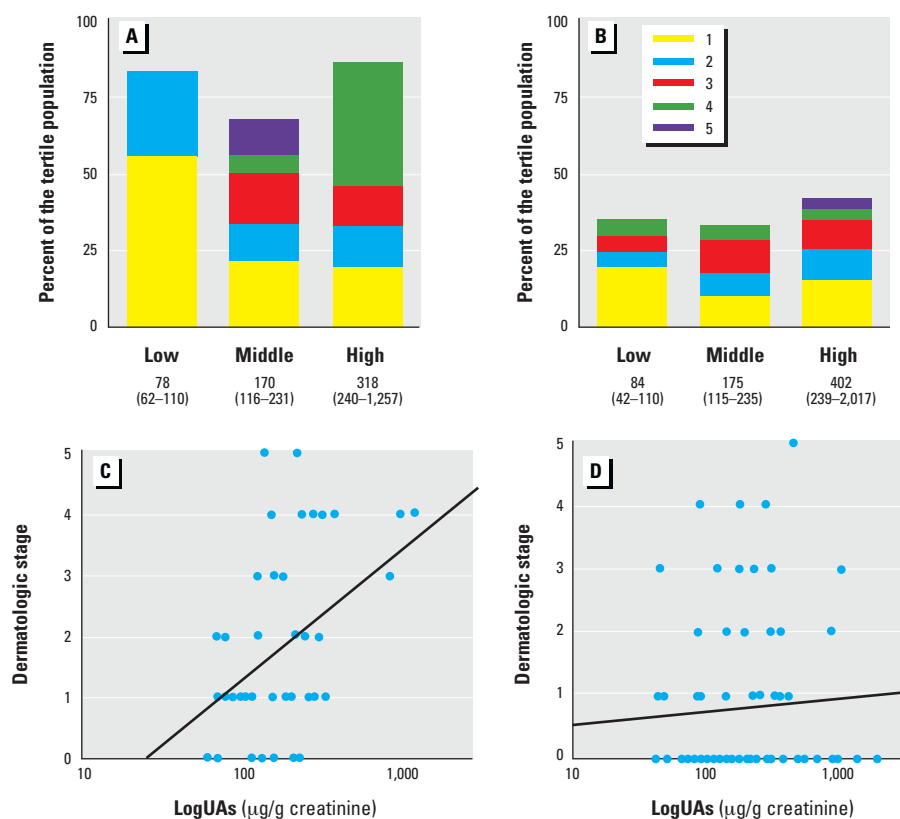 A
Percent of the tertile population
100
75
50
25
0
Low
Middle
High
78
(62–110)
170
(116–231)
318
(240–1,257)
B
1
2
3
4
5
Percent of the tertile population
100
75
50
25
0
Low
Middle
High
84
(42–110)
175
(115–235)
402
(239–2,017)
C
Dermatologic stage
5
4
3
2
1
0
10
100
1,000
LogUAs (µg/g creatinine)
D
Dermatologic stage
5
4
3
2
1
0
10
100
1,000
LogUAs (µg/g creatinine)